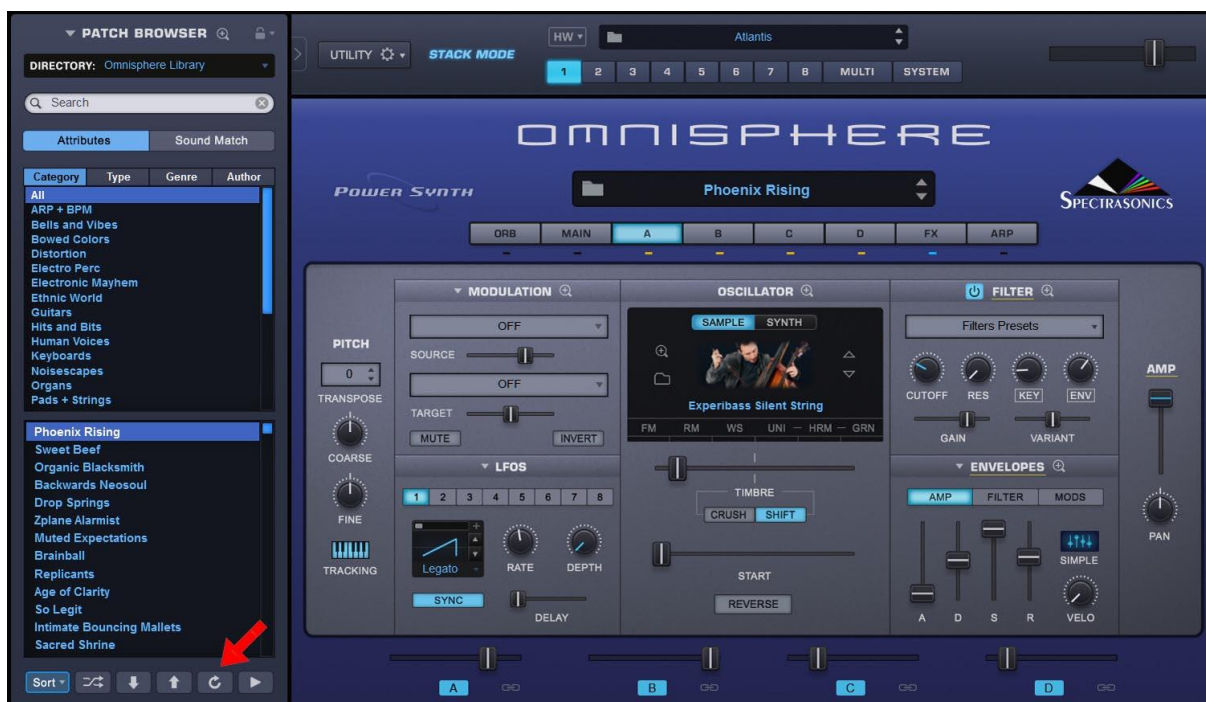 PATCH BROWSER
DIRECTORY: Omnisphere Library
Search
Attributes Sound Match
Category Type Genre Author
All
ARP + BPM
Bells and Vibes
Bowed Colors
Distortion
Electro Perc
Electronic Mayhem
Ethnic World
Guitars
Hits and Bits
Human Voices
Keyboards
Noisescapes
Organs
Pads + Strings
Phoenix Rising
Sweet Beef
Organic Blacksmith
Backwards Neosoul
Drop Springs
Zplane Alarmist
Muted Expectations
Brainball
Replicants
Age of Clarity
So Legit
Intimate Bouncing Mallets
Sacred Shrine
Sort
UTILITY STACK MODE HW Atlantis
1 2 3 4 5 6 7 8 MULTI SYSTEM
OMNISPHERE
POWER SYNTH Phoenix Rising SPECTRASONICS
ORB MAIN A B C D FX ARP
PITCH
0
TRANSPOSE
COARSE
FINE
TRACKING
MODULATION
OFF
SOURCE
OFF
TARGET
MUTE INVERT
LFOS
1 2 3 4 5 6 7 8
Legato RATE DEPTH
SYNC DELAY
OSCILLATOR
SAMPLE SYNTH
Experibass Silent String
FM RM WS UNI — HRM — GRN
TIMBRE
CRUSH SHIFT
START
REVERSE
FILTER
Filters Presets
CUTOFF RES KEY ENV
GAIN VARIANT
ENVELOPES
AMP FILTER MODS
SIMPLE
A D S R VELO
AMP
PAN
A B C D